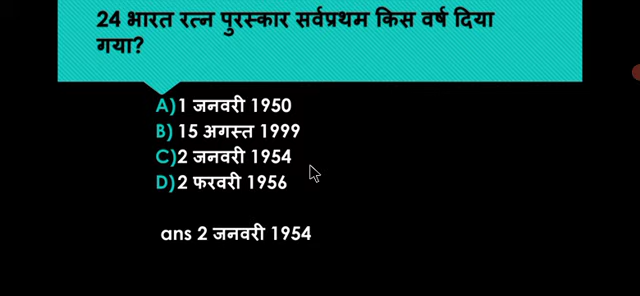 24 भारत रत्न पुरस्कार सर्वप्रथम किस वर्ष दिया
गया?
A) 1 जनवरी 1950
B) 15 अगस्त 1999
C) 2 जनवरी 1954
D) 2 फरवरी 1956
ans 2 जनवरी 1954